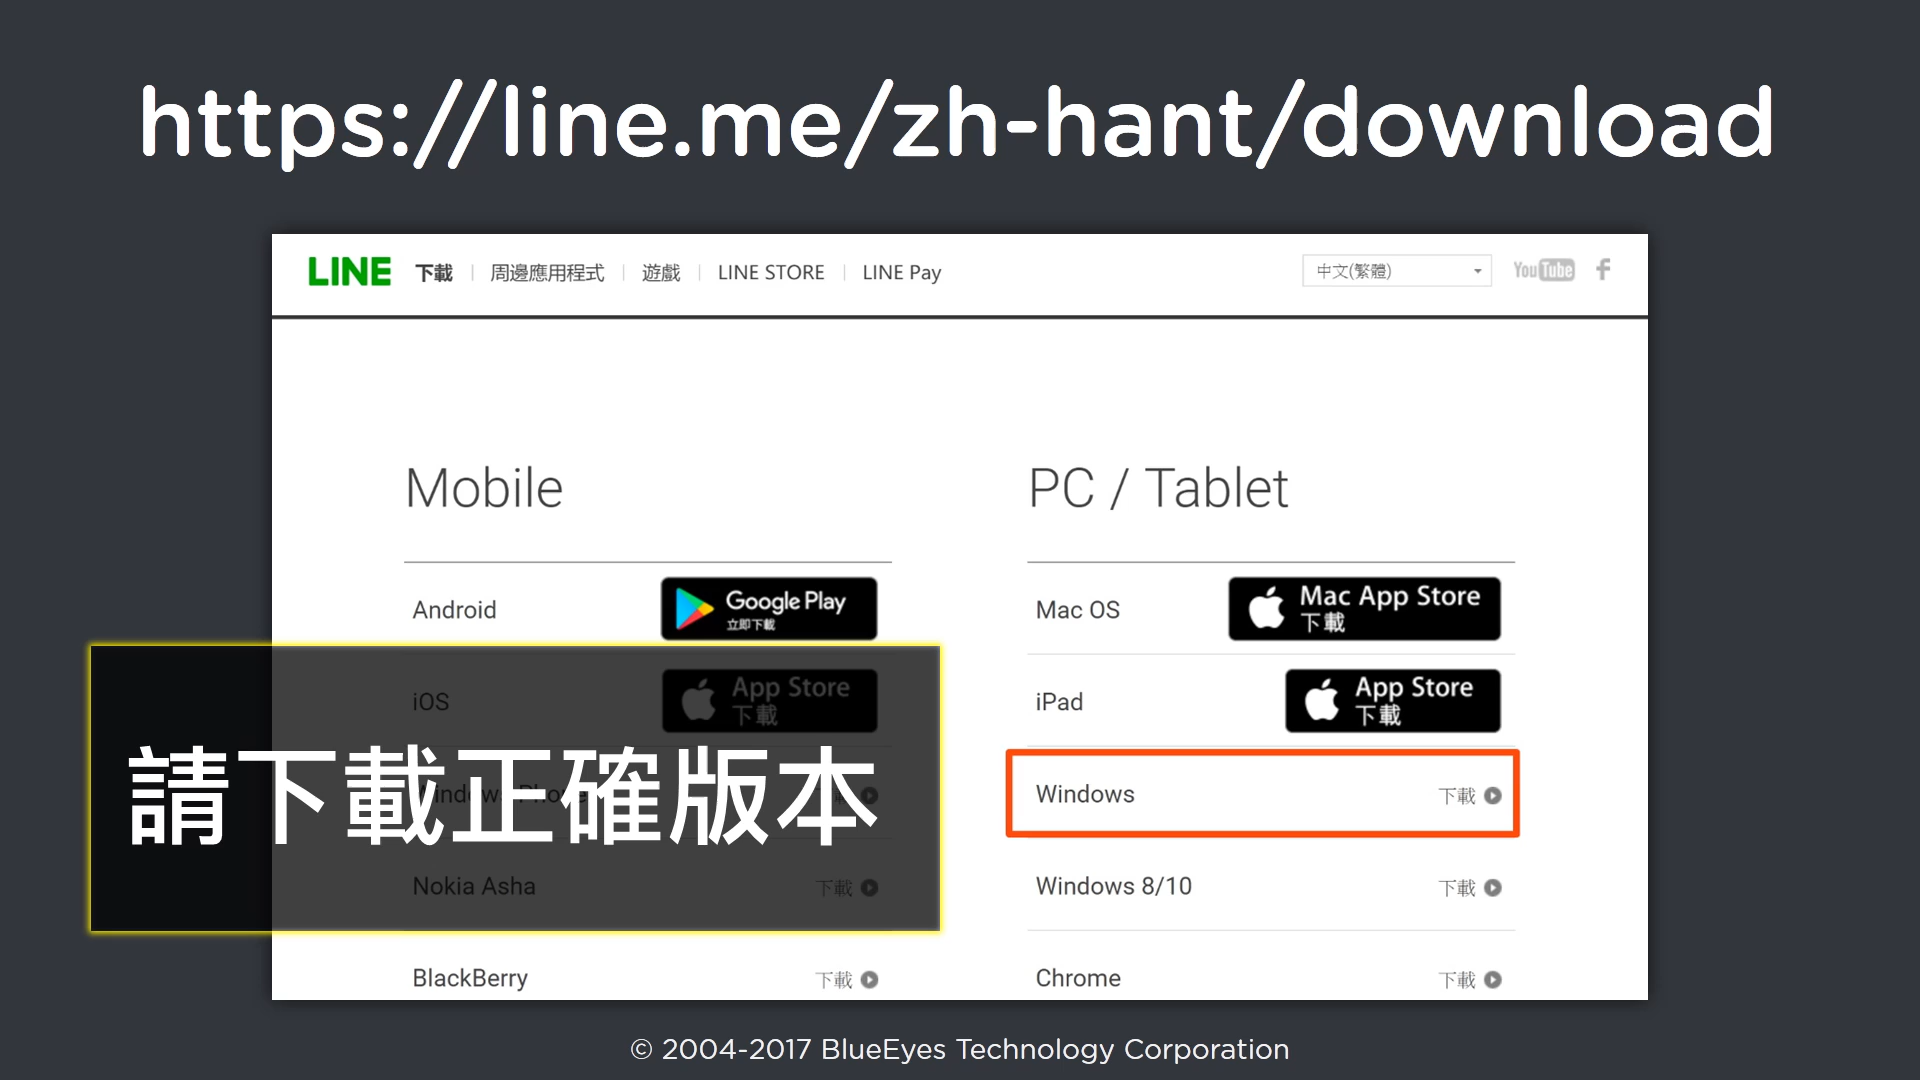 https://line.me/zh-hant/download
LINE 下載 周邊應用程式 遊戲 LINE STORE LINE Pay 中文(繁體) YouTube f
Mobile
Android Google Play 立即下載
iOS App Store 下載
Windows Phone
請下載正確版本
Nokia Asha 下載
BlackBerry 下載
PC / Tablet
Mac OS Mac App Store 下載
iPad App Store 下載
Windows 下載
Windows 8/10 下載
Chrome 下載
© 2004-2017 BlueEyes Technology Corporation